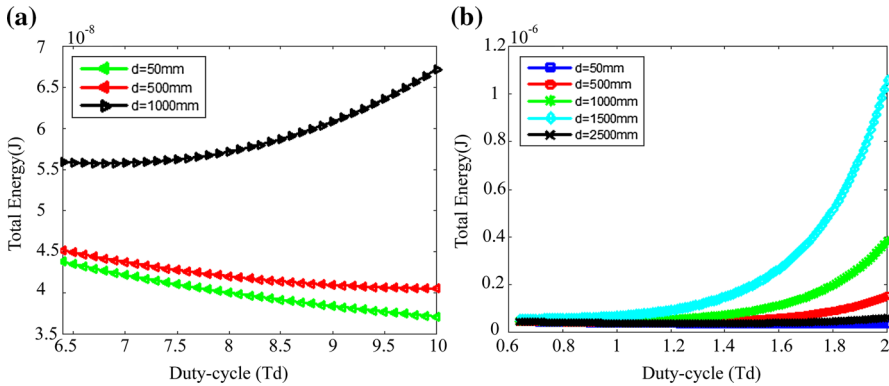 (a)
10^-8
7
6.5
6
5.5
5
4.5
4
3.5
Total Energy(J)
d=50mm
d=500mm
d=1000mm
6.5 7 7.5 8 8.5 9 9.5 10
Duty-cycle (Td)
(b)
10^-6
1.2
1
0.8
0.6
0.4
0.2
0
Total Energy(J)
d=50mm
d=500mm
d=1000mm
d=1500mm
d=2500mm
0.6 0.8 1 1.2 1.4 1.6 1.8 2
Duty-cycle (Td)